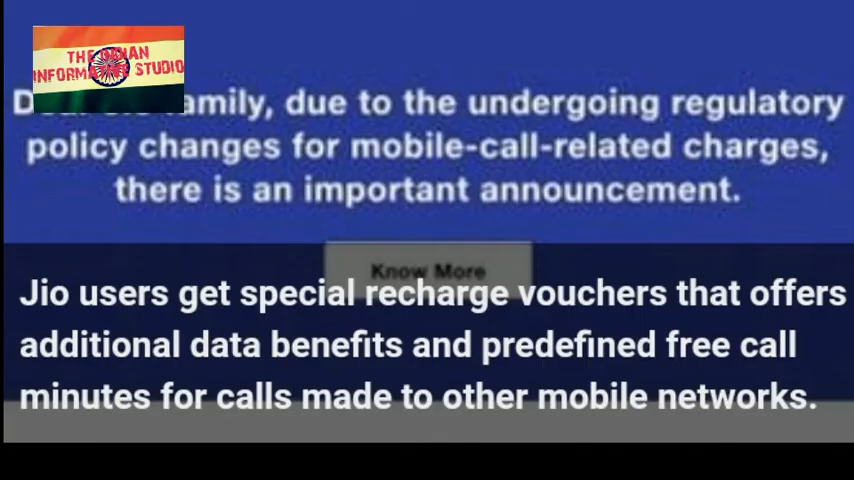 THE INDIAN
INFORMATIVE STUDIO
family, due to the undergoing regulatory
policy changes for mobile-call-related charges,
there is an important announcement.
Know More
Jio users get special recharge vouchers that offers
additional data benefits and predefined free call
minutes for calls made to other mobile networks.